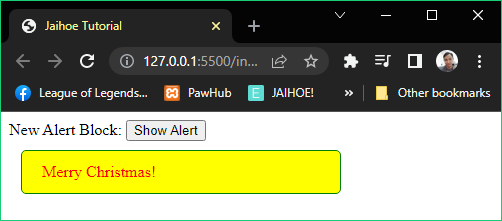 Jaihoe Tutorial
127.0.0.1:5500/in...
League of Legends...
PawHub
JAIHOE!
Other bookmarks
New Alert Block: Show Alert
Merry Christmas!